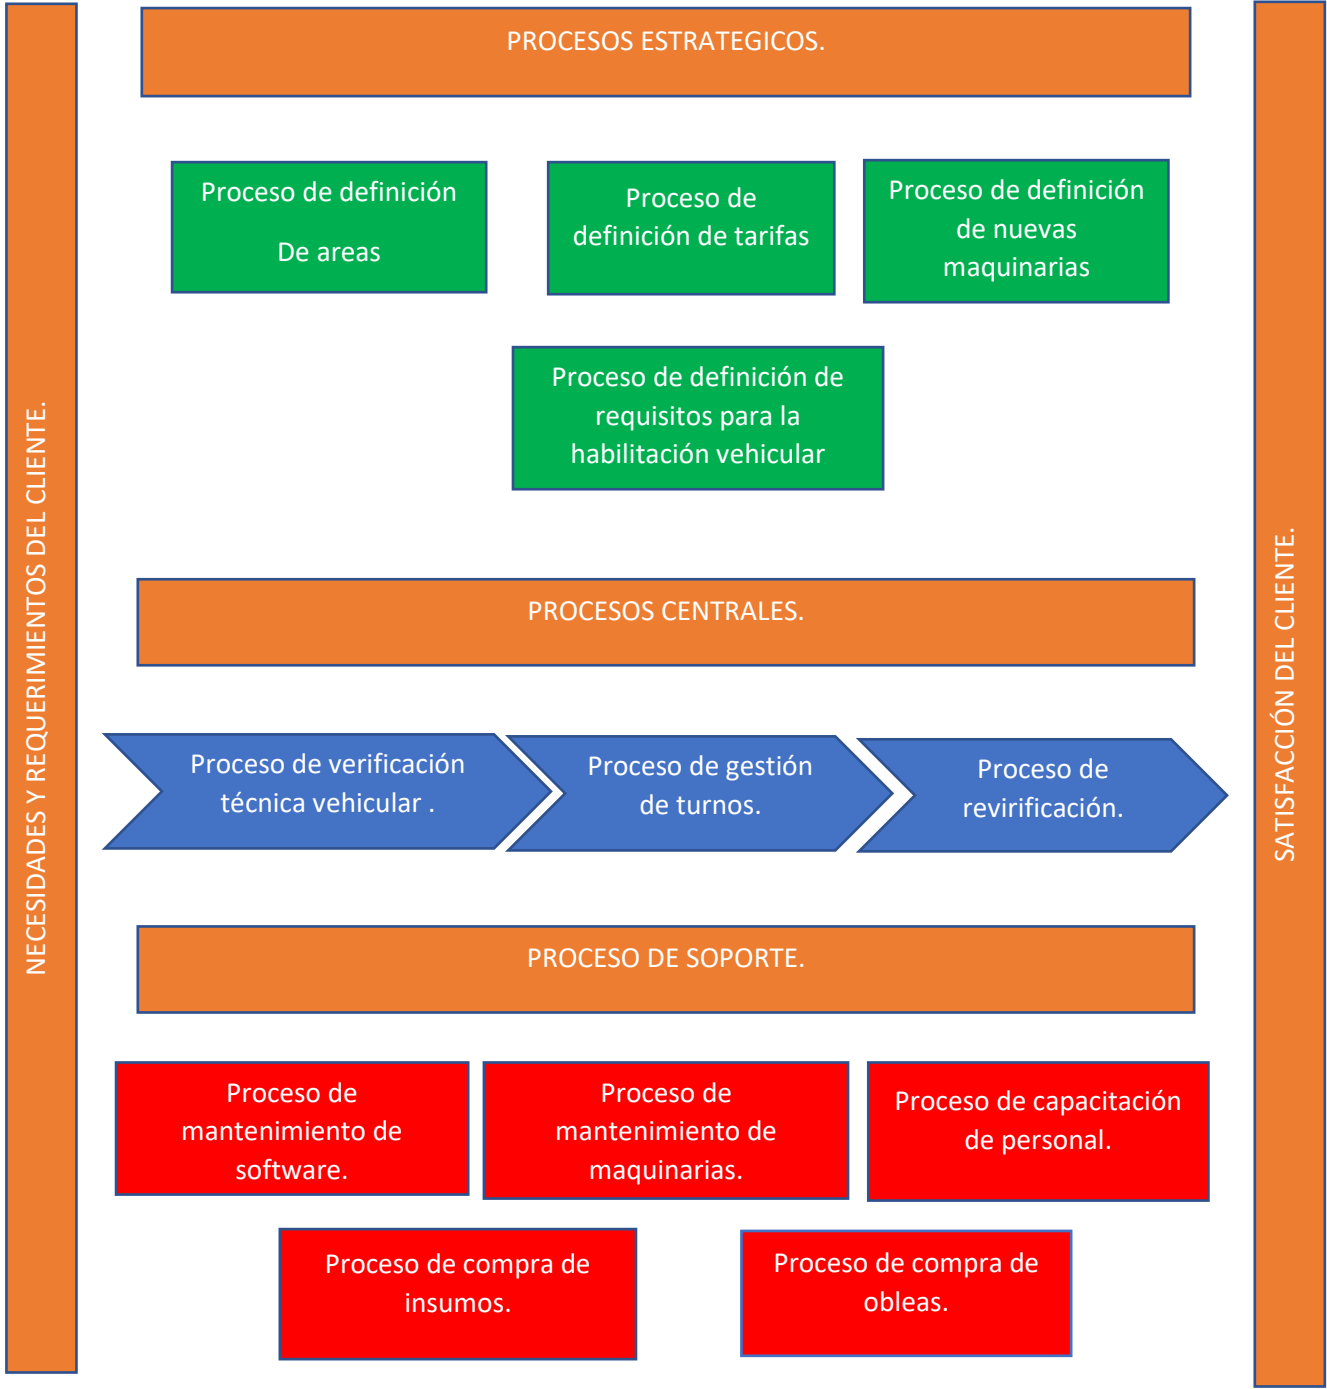 NECESIDADES Y REQUERIMIENTOS DEL CLIENTE.
PROCESOS ESTRATEGICOS.
Proceso de definición
De areas
Proceso de
definición de tarifas
Proceso de definición
de nuevas
maquinarias
Proceso de definición de
requisitos para la
habilitación vehicular
PROCESOS CENTRALES.
Proceso de verificación
técnica vehicular .
Proceso de gestión
de turnos.
Proceso de
revirificación.
PROCESO DE SOPORTE.
Proceso de
mantenimiento de
software.
Proceso de
mantenimiento de
maquinarias.
Proceso de capacitación
de personal.
Proceso de compra de
insumos.
Proceso de compra de
obleas.
SATISFACCIÓN DEL CLIENTE.